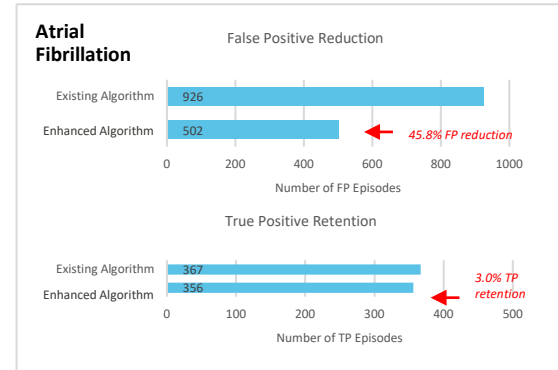 Atrial
Fibrillation
False Positive Reduction
Existing Algorithm
926
Enhanced Algorithm
502
45.8% FP reduction
0 200 400 600 800 1000
Number of FP Episodes
True Positive Retention
Existing Algorithm
367
Enhanced Algorithm
356
3.0% TP
retention
0 100 200 300 400 500
Number of TP Episodes